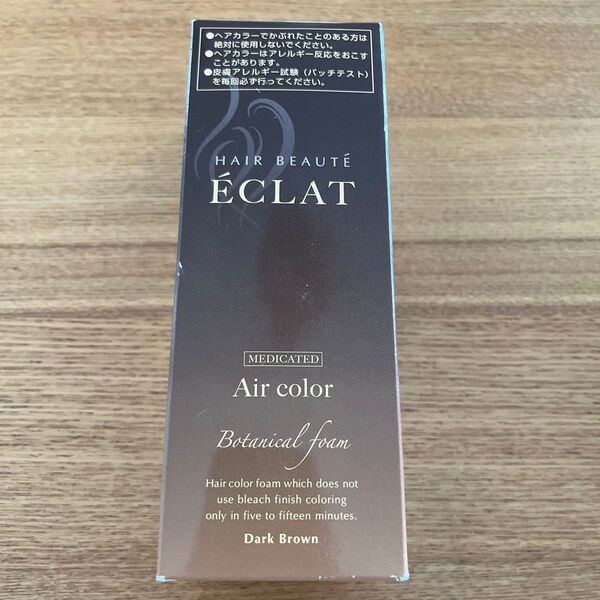 ●ヘアカラーでかぶれたことのある方は
絶対に使用しないでください。
●ヘアカラーはアレルギー反応をおこす
ことがあります。
●皮膚アレルギー試験（パッチテスト）
を毎回必ず行ってください。
HAIR BEAUTÉ
ÉCLAT
MEDICATED
Air color
Botanical foam
Hair color foam which does not
use bleach finish coloring
only in five to fifteen minutes.
Dark Brown